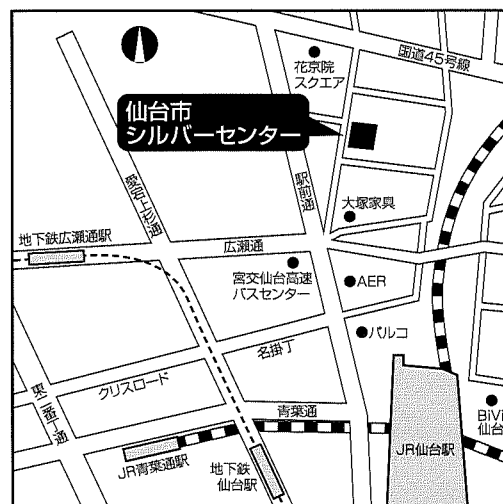 国道45号線
花京院
スクエア
仙台市
シルバーセンター
愛宕上杉通
駅前通
大塚家具
地下鉄広瀬通駅
広瀬通
宮交仙台高速
バスセンター
AER
パルコ
名掛丁
クリスロード
東二番丁通
青葉通
BiVi
仙台
JR仙台駅
JR青葉通駅
地下鉄
仙台駅